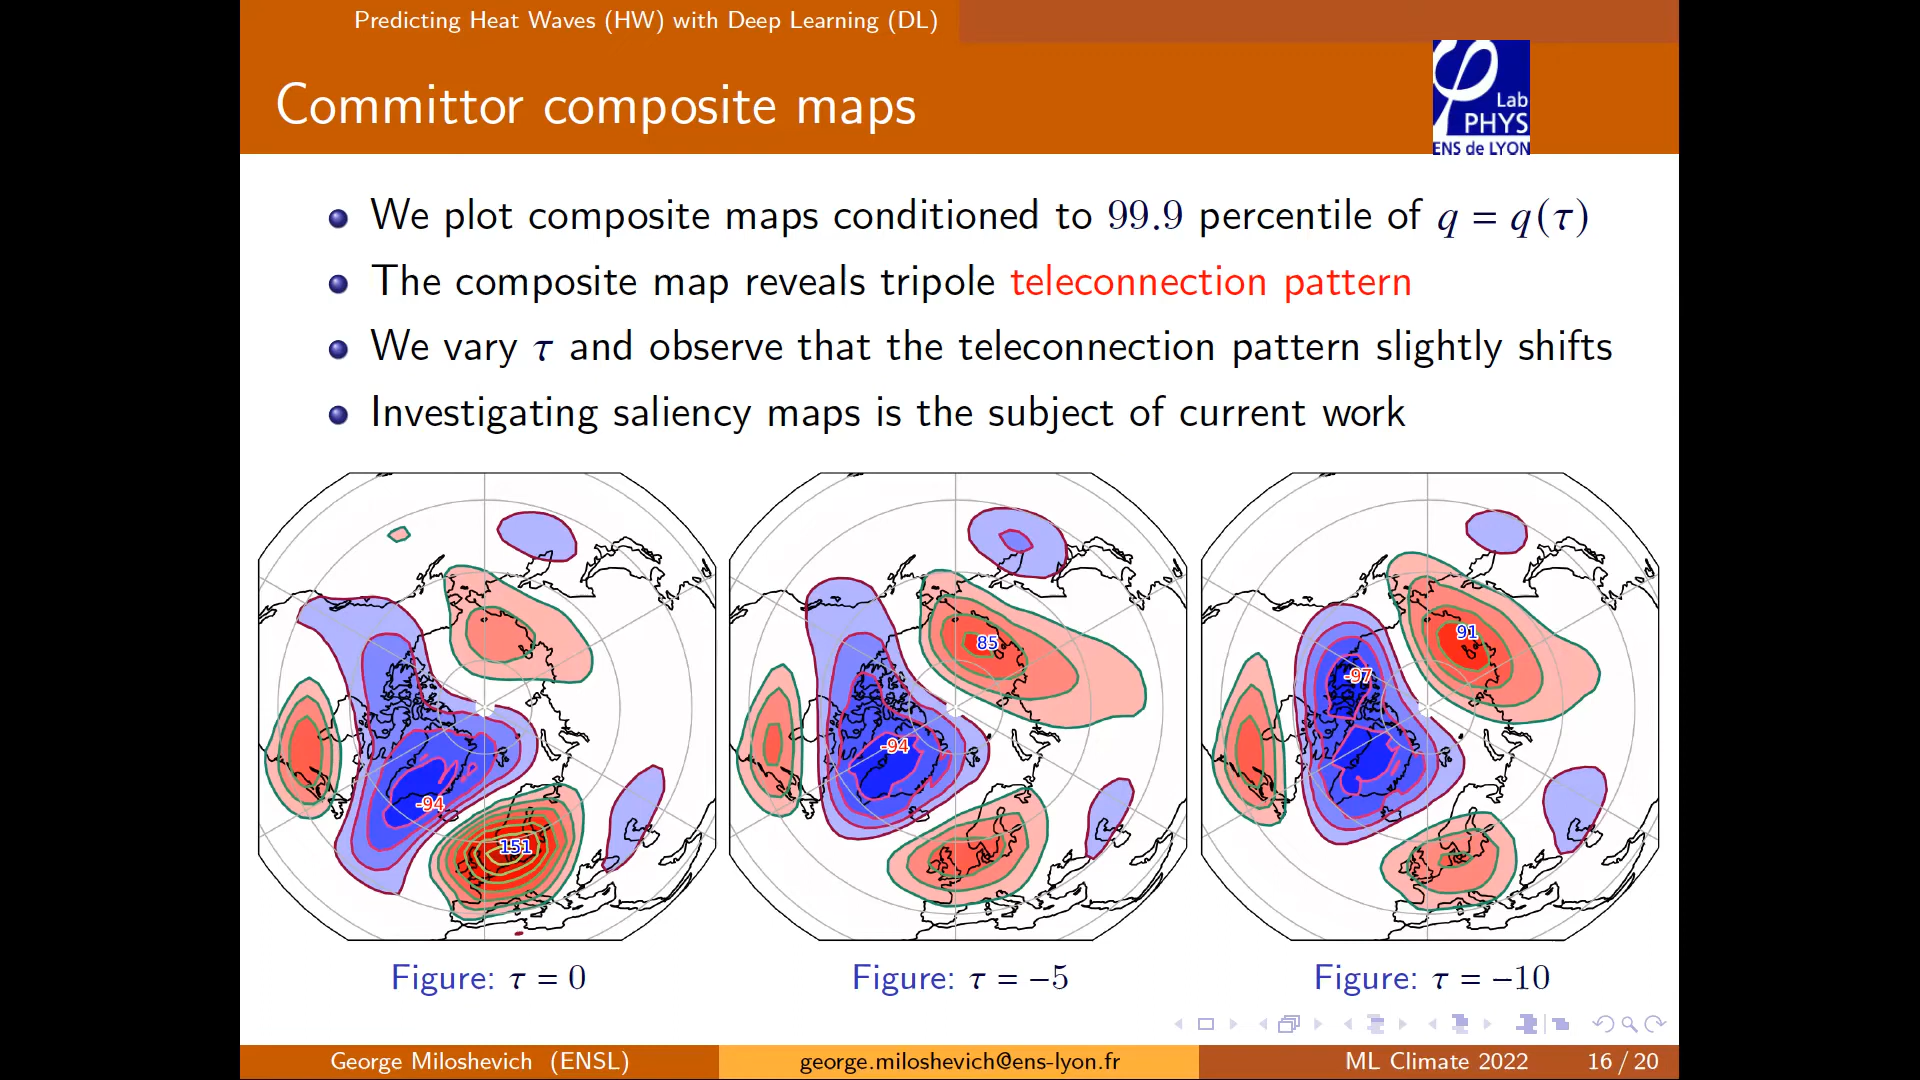 Predicting Heat Waves (HW) with Deep Learning (DL)
Committor composite maps
φ Lab
PHYS
ENS de LYON
We plot composite maps conditioned to 99.9 percentile of q = q(τ)
The composite map reveals tripole teleconnection pattern
We vary τ and observe that the teleconnection pattern slightly shifts
Investigating saliency maps is the subject of current work
-94
151
85
-94
91
-97
Figure: τ = 0
Figure: τ = −5
Figure: τ = −10
George Miloshevich (ENSL)
george.miloshevich@ens-lyon.fr
ML Climate 2022
16 / 20